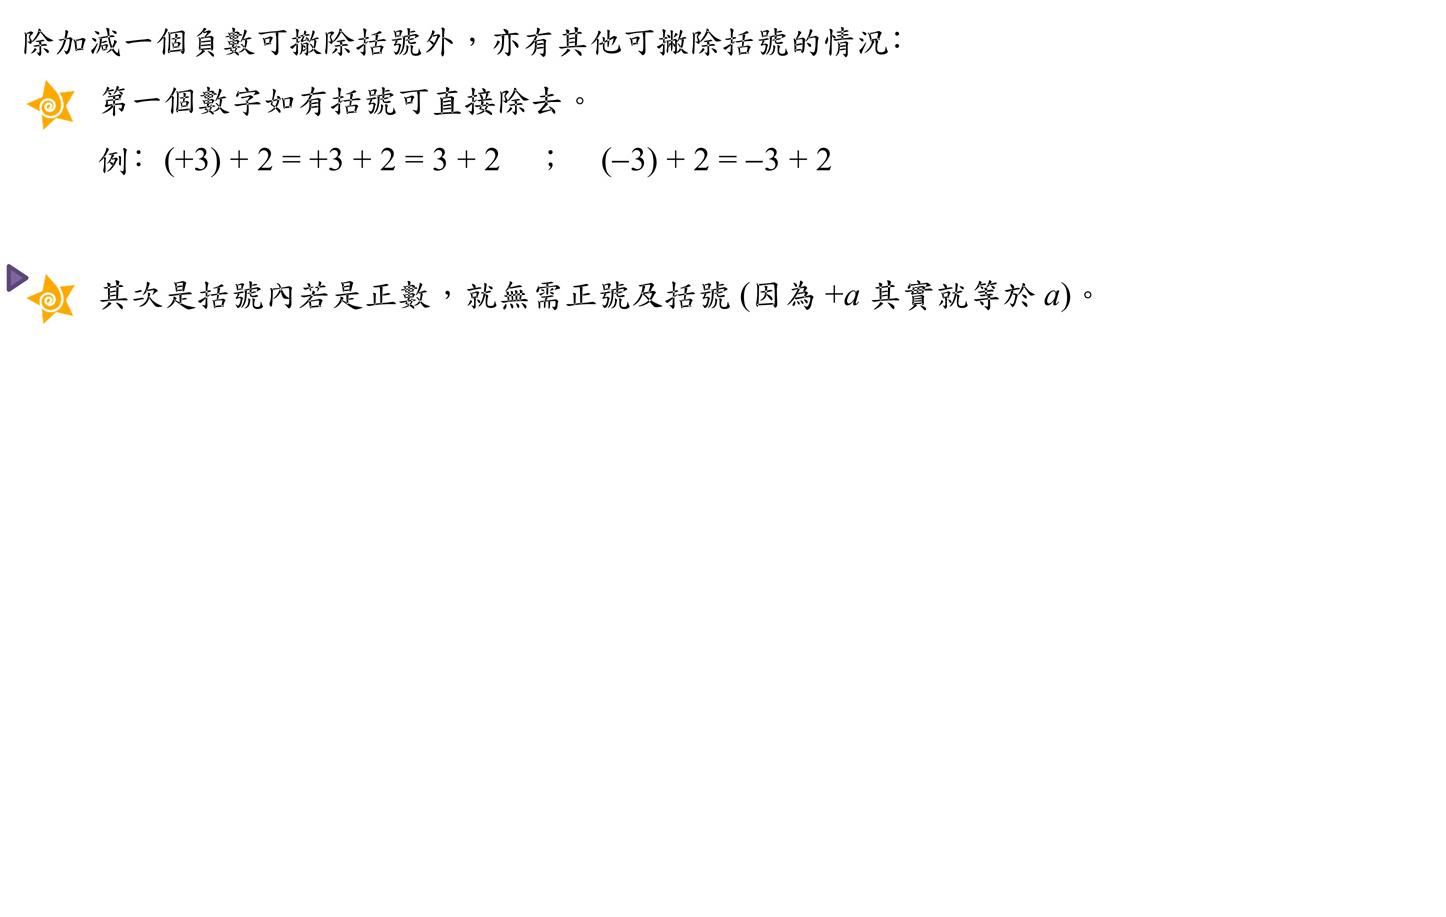 除加減一個負數可撤除括號外，亦有其他可撇除括號的情況：
第一個數字如有括號可直接除去。
例：(+3) + 2 = +3 + 2 = 3 + 2 ； (–3) + 2 = –3 + 2
其次是括號內若是正數，就無需正號及括號 (因為 +a 其實就等於 a)。